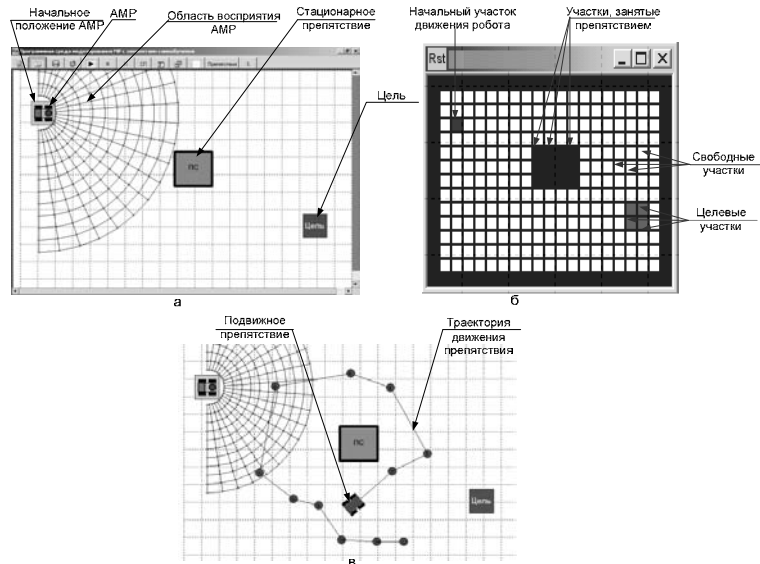 Начальное
положение АМР
АМР
Область восприятия
АМР
Стационарное
препятствие
Цель
ПС
Цель
а
Начальный участок
движения робота
Участки, занятые
препятствием
Rst
Свободные
участки
Целевые
участки
б
Подвижное
препятствие
Траектория
движения
препятствия
ПС
Цель
в